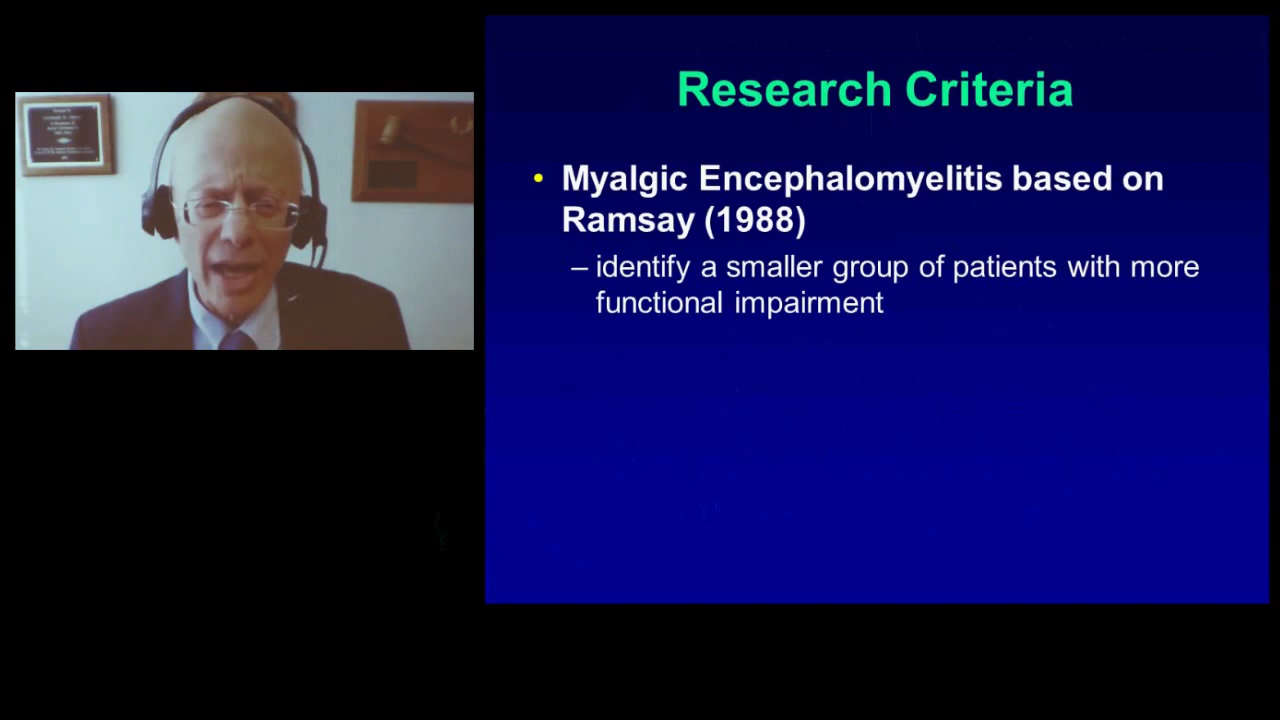 Research Criteria
• Myalgic Encephalomyelitis based on
Ramsay (1988)
– identify a smaller group of patients with more
functional impairment